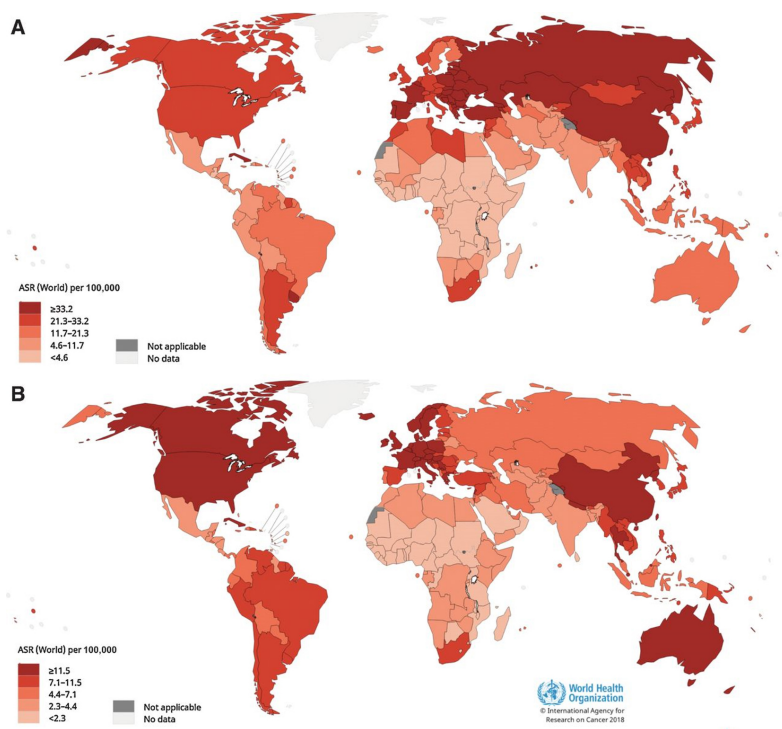 A
ASR (World) per 100,000
≥33.2
21.3–33.2
11.7–21.3
4.6–11.7
<4.6
Not applicable
No data
B
ASR (World) per 100,000
≥11.5
7.1–11.5
4.4–7.1
2.3–4.4
<2.3
Not applicable
No data
World Health
Organization
© International Agency for
Research on Cancer 2018